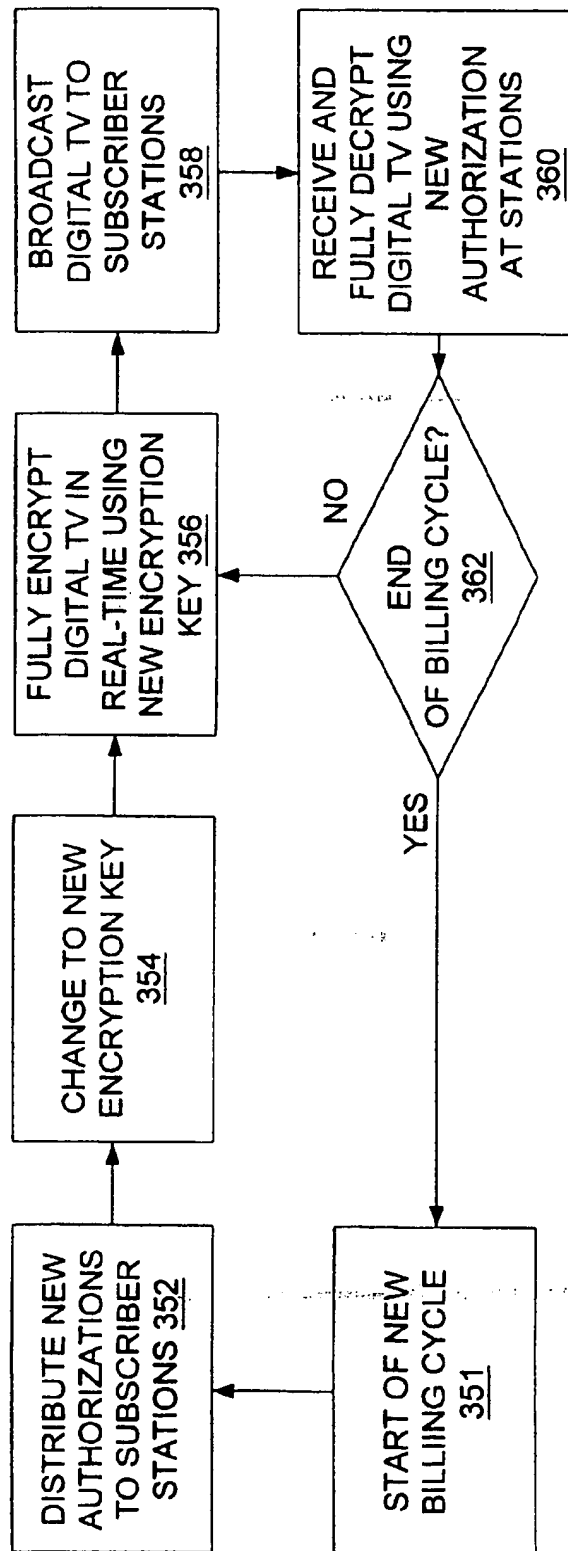 START OF NEW
BILLIING CYCLE
351
DISTRIBUTE NEW
AUTHORIZATIONS
TO SUBSCRIBER
STATIONS 352
CHANGE TO NEW
ENCRYPTION KEY
354
FULLY ENCRYPT
DIGITAL TV IN
REAL-TIME USING
NEW ENCRYPTION
KEY 356
BROADCAST
DIGITAL TV TO
SUBSCRIBER
STATIONS
358
RECEIVE AND
FULLY DECRYPT
DIGITAL TV USING
NEW
AUTHORIZATION
AT STATIONS
360
END
OF BILLING CYCLE?
362
NO
YES